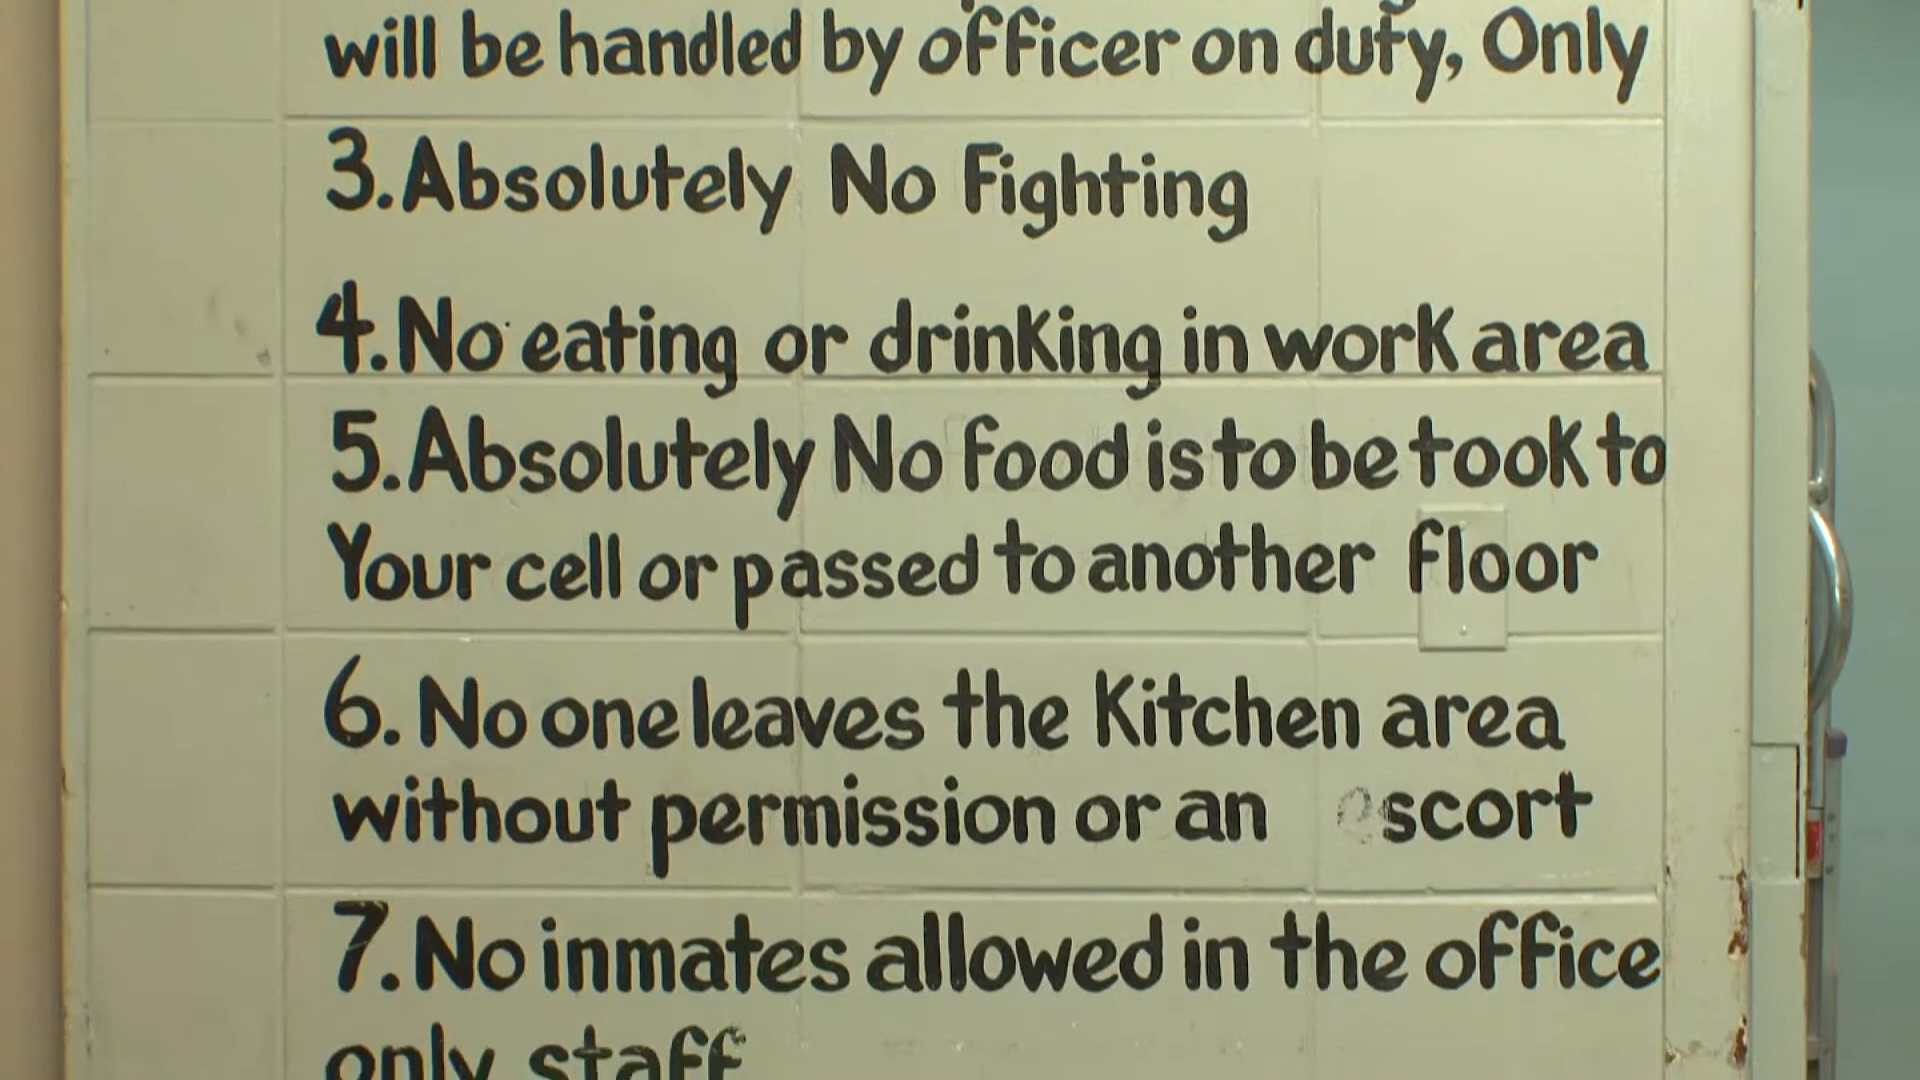 will be handled by officer on duty, Only
3. Absolutely No Fighting
4. No eating or drinking in work area
5. Absolutely No food is to be took to
Your cell or passed to another floor
6. No one leaves the Kitchen area
without permission or an escort
7. No inmates allowed in the office
only staff